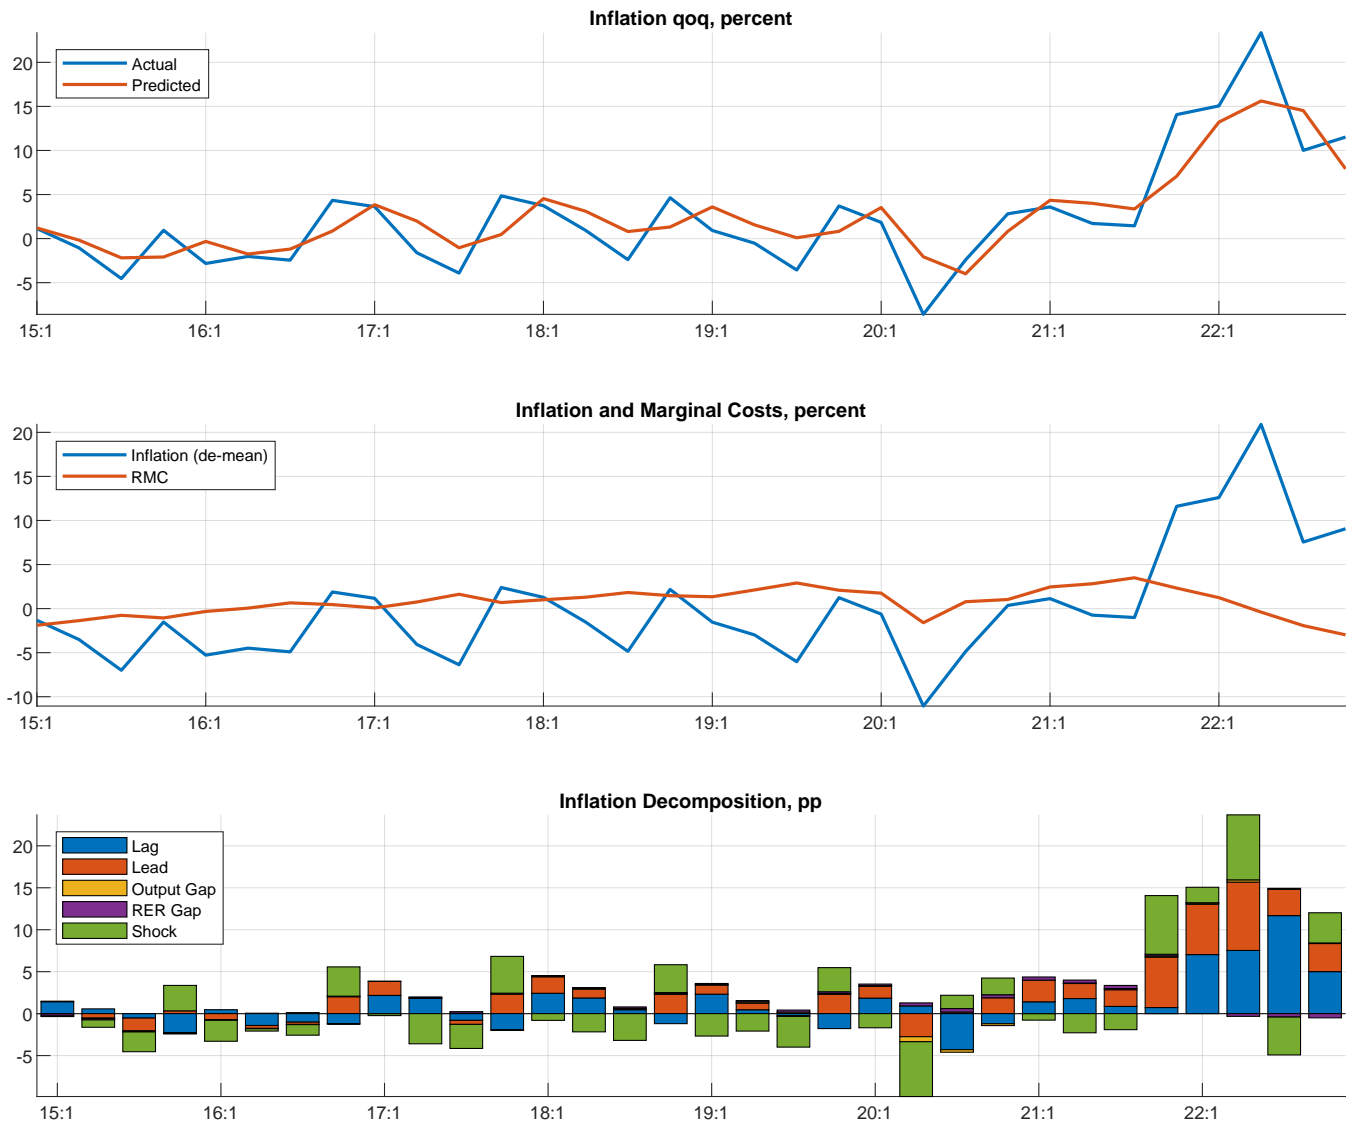 Inflation qoq, percent
Actual
Predicted
20
15
10
5
0
-5
15:1 16:1 17:1 18:1 19:1 20:1 21:1 22:1
Inflation and Marginal Costs, percent
Inflation (de-mean)
RMC
20
15
10
5
0
-5
-10
15:1 16:1 17:1 18:1 19:1 20:1 21:1 22:1
Inflation Decomposition, pp
Lag
Lead
Output Gap
RER Gap
Shock
20
15
10
5
0
-5
15:1 16:1 17:1 18:1 19:1 20:1 21:1 22:1